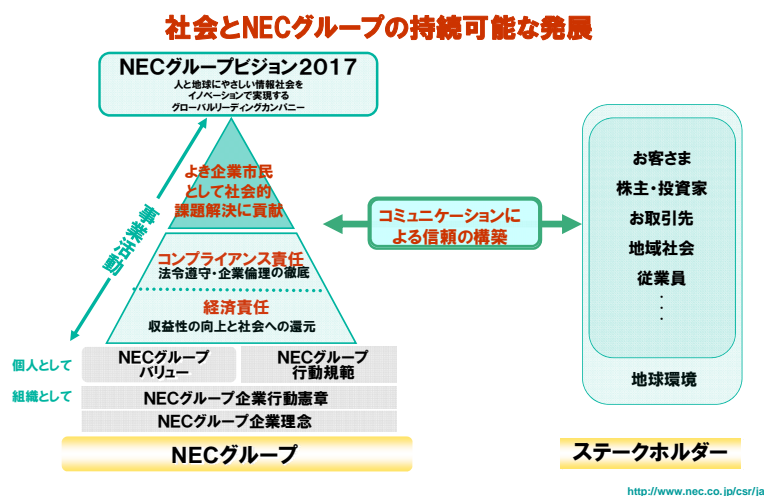 社会とNECグループの持続可能な発展
NECグループビジョン2017
人と地球にやさしい情報社会を
イノベーションで実現する
グローバルリーディングカンパニー
よき企業市民
として社会的
課題解決に貢献
事業活動
コンプライアンス責任
法令遵守・企業倫理の徹底
経済責任
収益性の向上と社会への還元
コミュニケーションに
よる信頼の構築
お客さま
株主・投資家
お取引先
地域社会
従業員
・
・
・
地球環境
個人として
NECグループ
バリュー
NECグループ
行動規範
組織として
NECグループ企業行動憲章
NECグループ企業理念
NECグループ
ステークホルダー
http://www.nec.co.jp/csr/ja